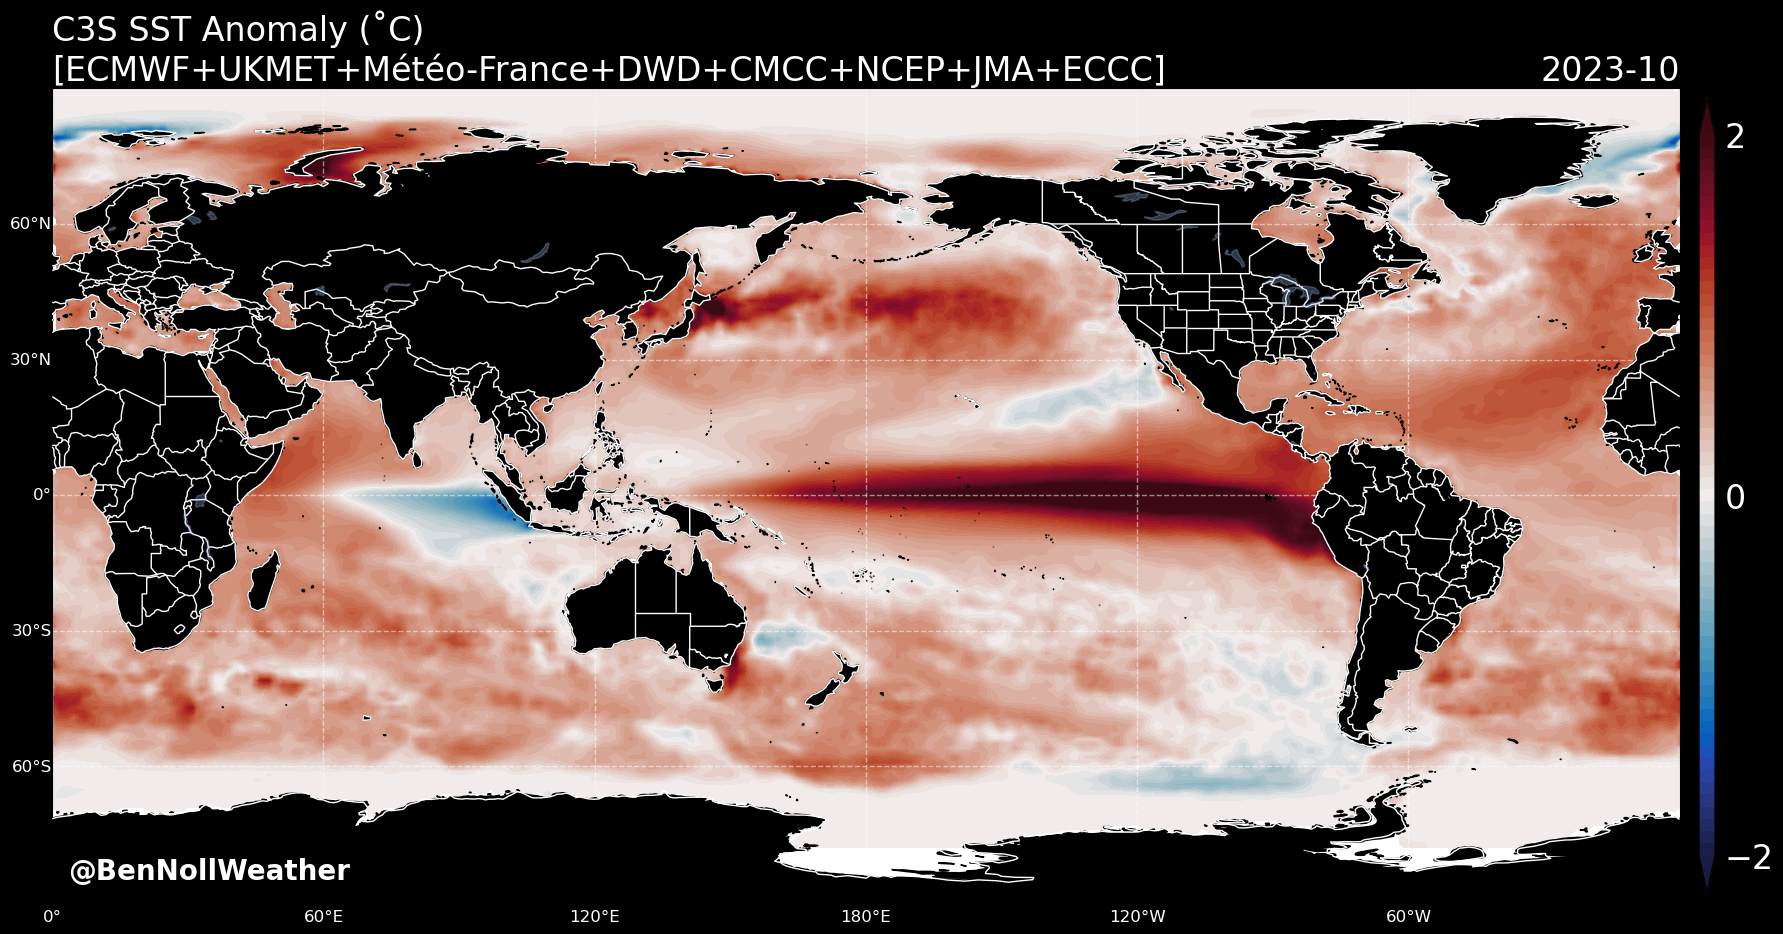 C3S SST Anomaly (˚C)
[ECMWF+UKMET+Météo-France+DWD+CMCC+NCEP+JMA+ECCC]
2023-10
2
60°N
30°N
0
0°
30°S
60°S
−2
@BenNollWeather
0°
60°E
120°E
180°E
120°W
60°W